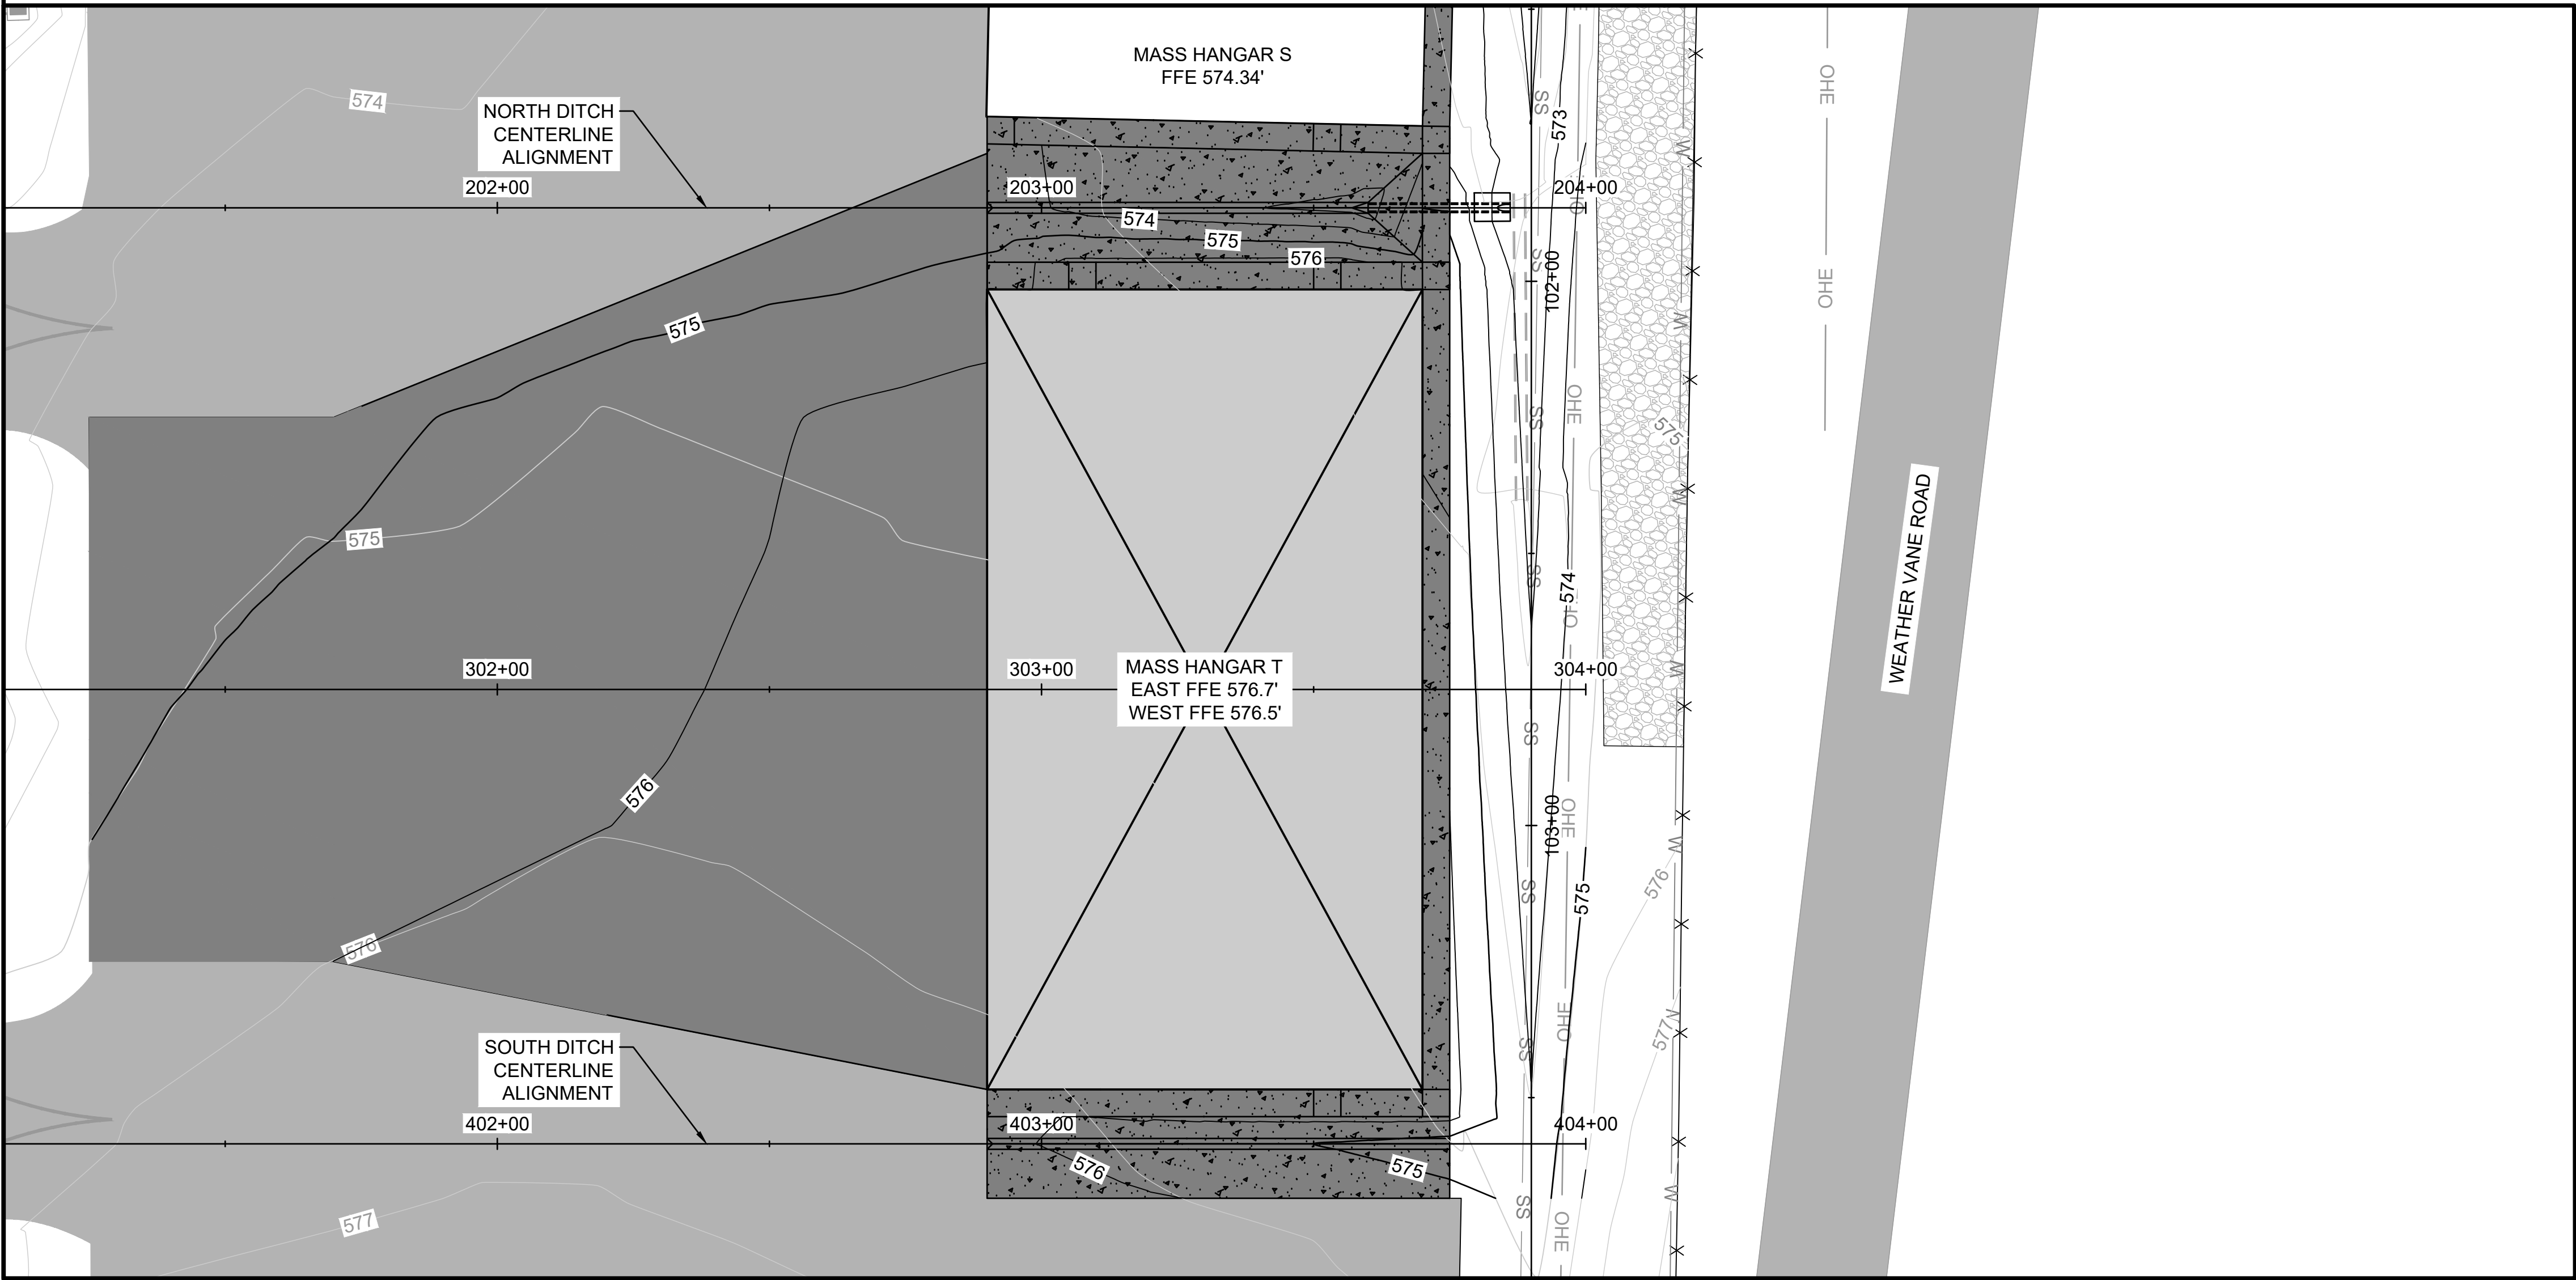 MASS HANGAR S
FFE 574.34'
574
NORTH DITCH
CENTERLINE
ALIGNMENT
202+00
203+00
204+00
574
575
576
575
573
SS
OHE
W
OHE
SS
102+00
OHE
W
SS
OHE
575
W
575
SS
574
OHE
WEATHER VANE ROAD
302+00
303+00
304+00
W
MASS HANGAR T
EAST FFE 576.7'
WEST FFE 576.5'
SS
576
103+00
OHE
W
SS
575
576
576
OHE
577
W
SS
SOUTH DITCH
CENTERLINE
ALIGNMENT
402+00
403+00
404+00
576
575
W
SS
OHE
577